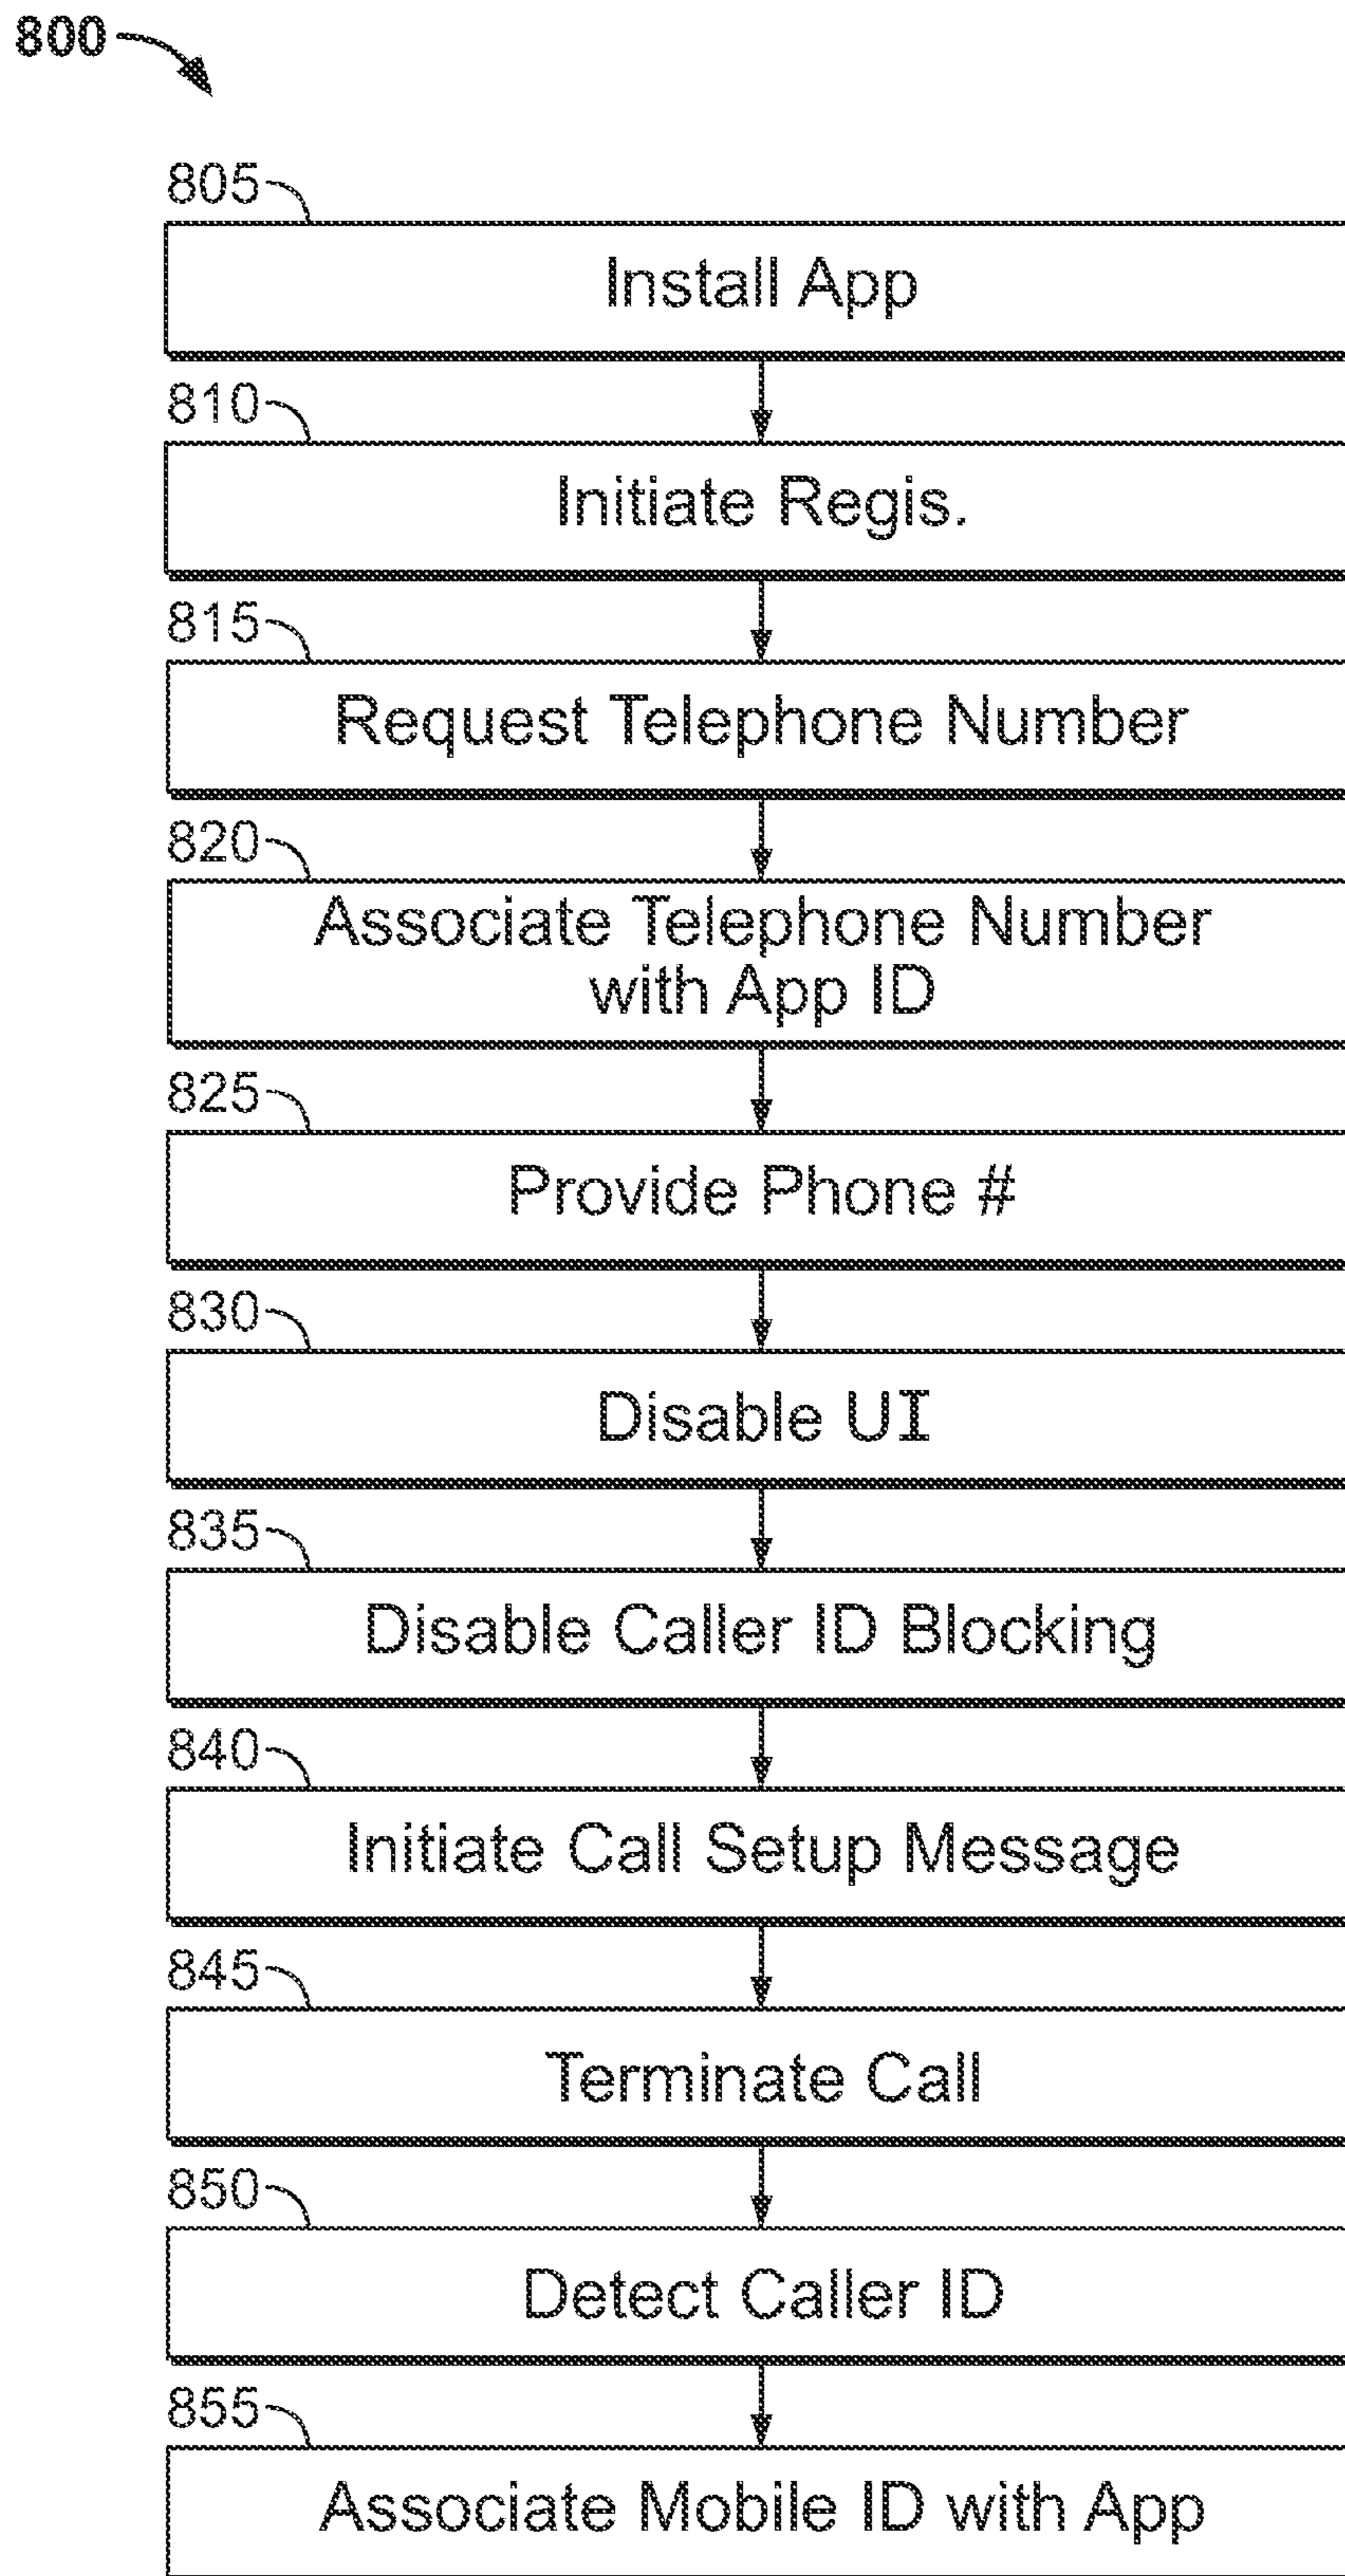 800
805
Install App
810
Initiate Regis.
815
Request Telephone Number
820
Associate Telephone Number
with App ID
825
Provide Phone #
830
Disable UI
835
Disable Caller ID Blocking
840
Initiate Call Setup Message
845
Terminate Call
850
Detect Caller ID
855
Associate Mobile ID with App